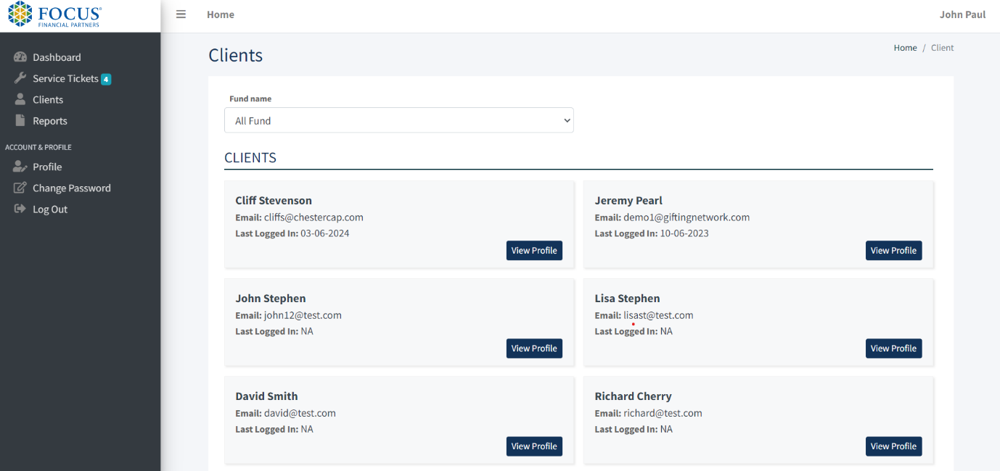 FOCUS®
FINANCIAL PARTNERS
Home
John Paul
Dashboard
Service Tickets 4
Clients
Reports
ACCOUNT & PROFILE
Profile
Change Password
Log Out
Clients
Home / Client
Fund name
All Fund
CLIENTS
Cliff Stevenson
Email: cliffs@chestercap.com
Last Logged In: 03-06-2024
View Profile
Jeremy Pearl
Email: demo1@giftingnetwork.com
Last Logged In: 10-06-2023
View Profile
John Stephen
Email: john12@test.com
Last Logged In: NA
View Profile
Lisa Stephen
Email: lisast@test.com
Last Logged In: NA
View Profile
David Smith
Email: david@test.com
Last Logged In: NA
View Profile
Richard Cherry
Email: richard@test.com
Last Logged In: NA
View Profile